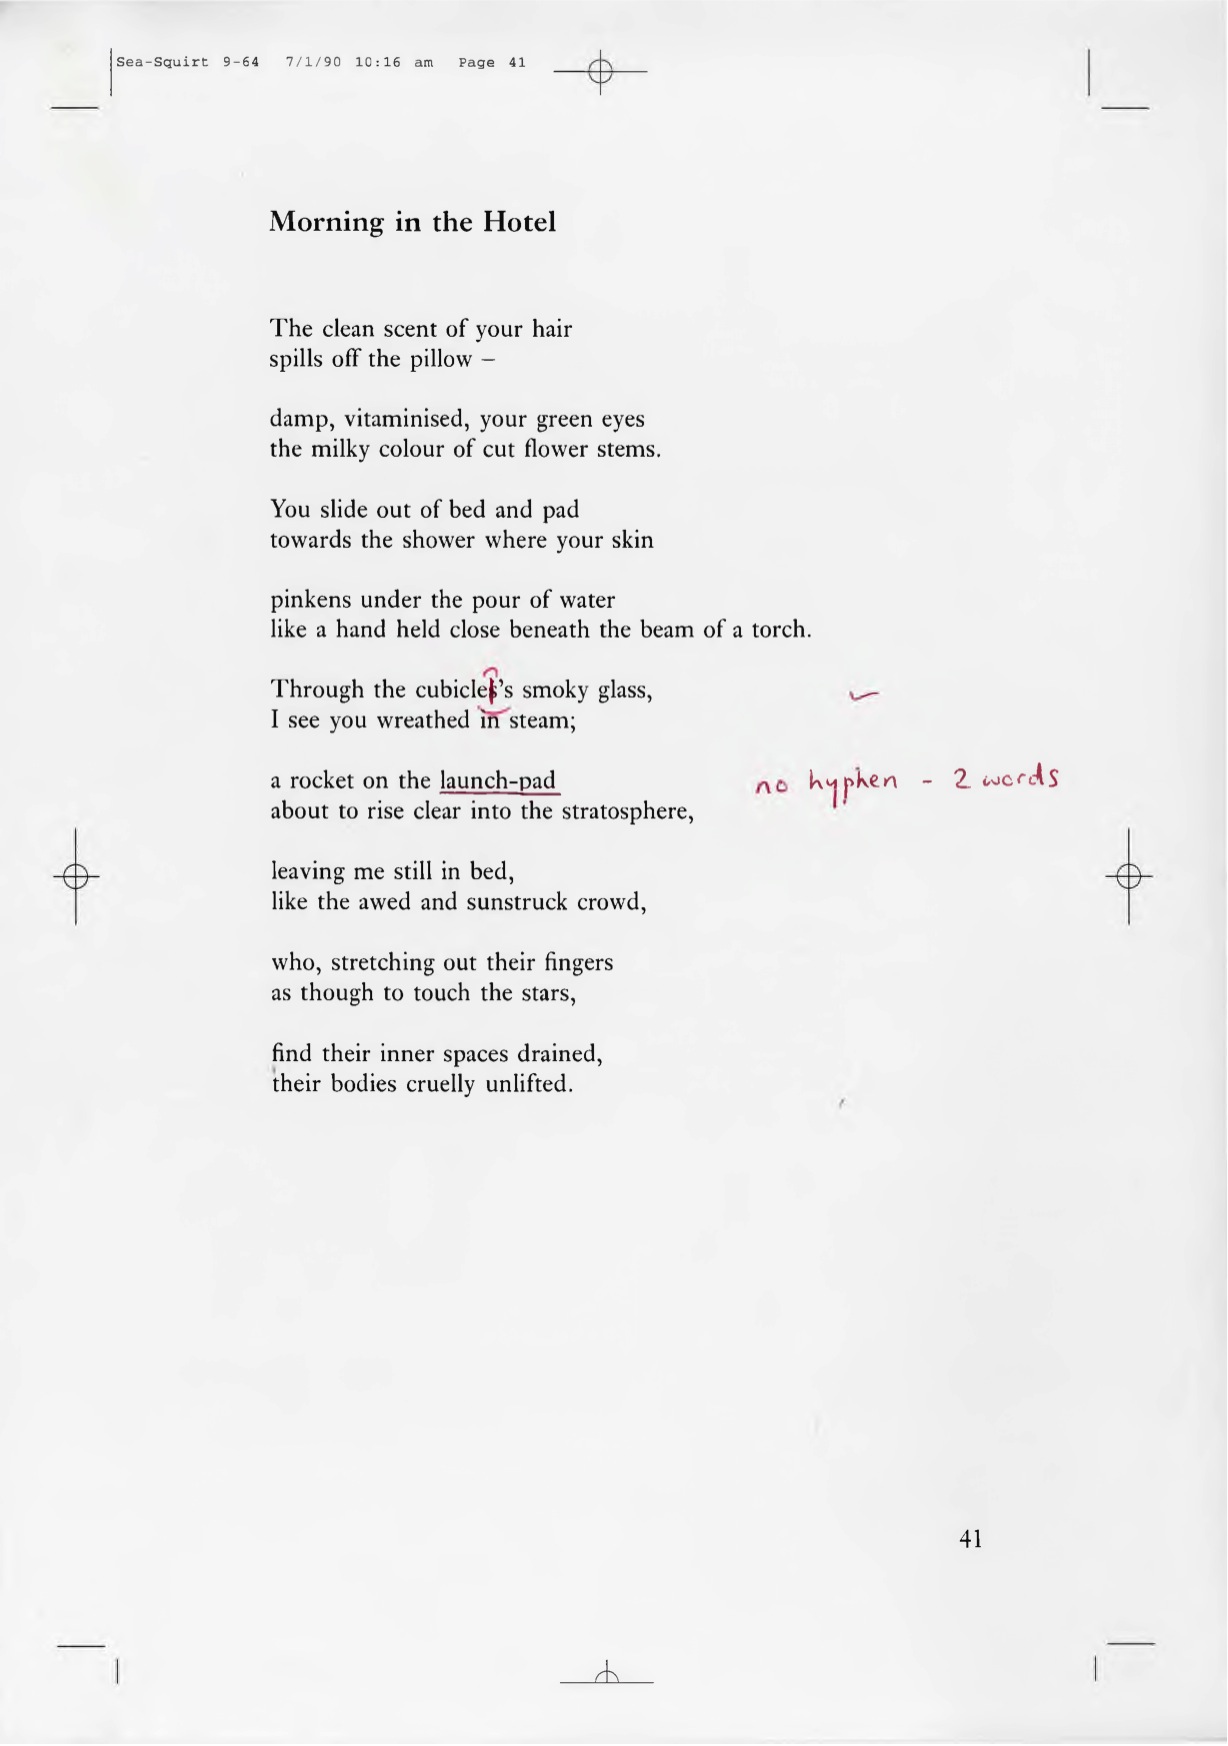 Sea-Squirt 9-64 7/1/90 10:16 am Page 41
Morning in the Hotel
The clean scent of your hair
spills off the pillow –
damp, vitaminised, your green eyes
the milky colour of cut flower stems.
You slide out of bed and pad
towards the shower where your skin
pinkens under the pour of water
like a hand held close beneath the beam of a torch.
Through the cubicles's smoky glass,
I see you wreathed in steam;
a rocket on the launch-pad no hyphen - 2 words
about to rise clear into the stratosphere,
leaving me still in bed,
like the awed and sunstruck crowd,
who, stretching out their fingers
as though to touch the stars,
find their inner spaces drained,
their bodies cruelly unlifted.
41